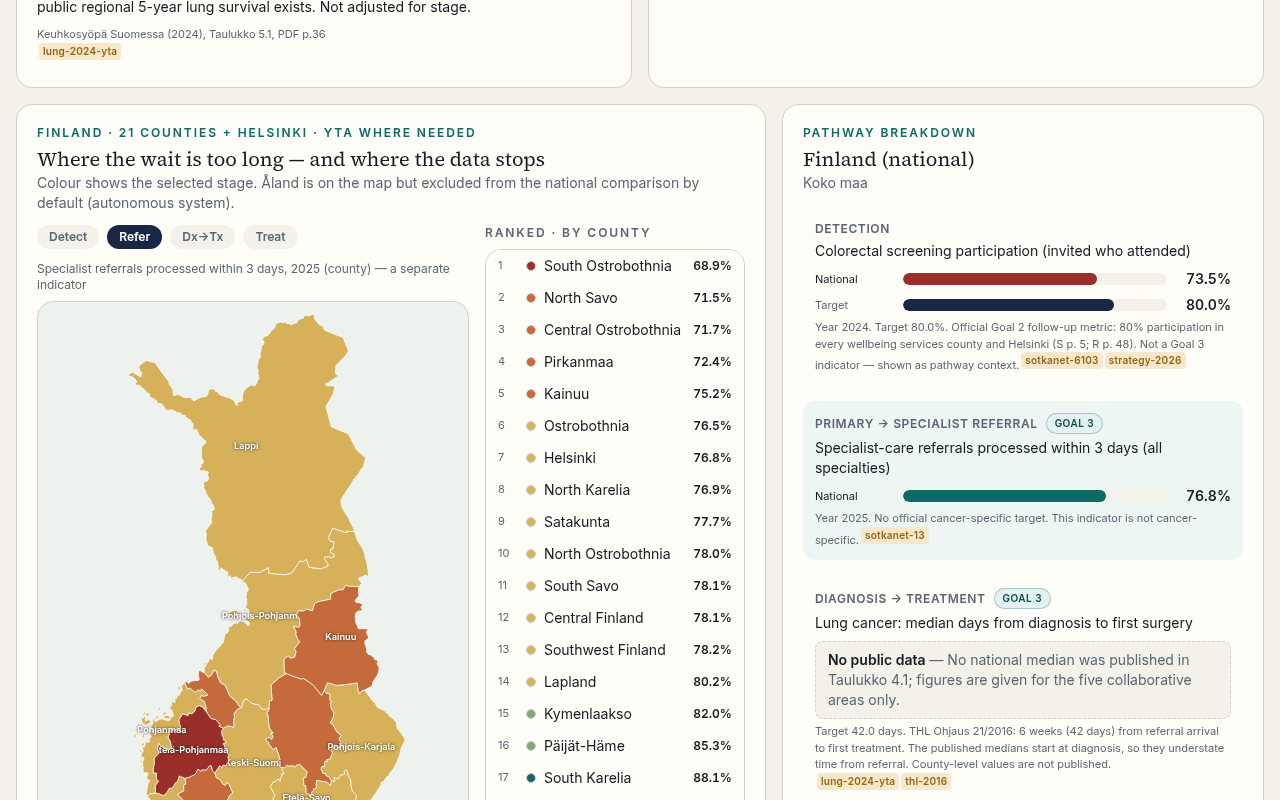 public regional 5-year lung survival exists. Not adjusted for stage.
Keuhkosyöpä Suomessa (2024), Taulukko 5.1, PDF p.36
lung-2024-yta
FINLAND · 21 COUNTIES + HELSINKI · YTA WHERE NEEDED
Where the wait is too long — and where the data stops
Colour shows the selected stage. Åland is on the map but excluded from the national comparison by
default (autonomous system).
Detect
Refer
Dx→Tx
Treat
Specialist referrals processed within 3 days, 2025 (county) — a separate
indicator
Lappi
Pohjois-Pohjanm
Kainuu
Pohjanmaa
telä-Pohjanmaa
Keski-Suomi
Pohjois-Karjala
Etelä-Savo
RANKED · BY COUNTY
1 South Ostrobothnia 68.9%
2 North Savo 71.5%
3 Central Ostrobothnia 71.7%
4 Pirkanmaa 72.4%
5 Kainuu 75.2%
6 Ostrobothnia 76.5%
7 Helsinki 76.8%
8 North Karelia 76.9%
9 Satakunta 77.7%
10 North Ostrobothnia 78.0%
11 South Savo 78.1%
12 Central Finland 78.1%
13 Southwest Finland 78.2%
14 Lapland 80.2%
15 Kymenlaakso 82.0%
16 Päijät-Häme 85.3%
17 South Karelia 88.1%
PATHWAY BREAKDOWN
Finland (national)
Koko maa
DETECTION
Colorectal screening participation (invited who attended)
National 73.5%
Target 80.0%
Year 2024. Target 80.0%. Official Goal 2 follow-up metric: 80% participation in
every wellbeing services county and Helsinki (S p. 5; R p. 48). Not a Goal 3
indicator — shown as pathway context. sotkanet-6103 strategy-2026
PRIMARY → SPECIALIST REFERRAL GOAL 3
Specialist-care referrals processed within 3 days (all
specialties)
National 76.8%
Year 2025. No official cancer-specific target. This indicator is not cancer-
specific. sotkanet-13
DIAGNOSIS → TREATMENT GOAL 3
Lung cancer: median days from diagnosis to first surgery
No public data — No national median was published in
Taulukko 4.1; figures are given for the five collaborative
areas only.
Target 42.0 days. THL Ohjaus 21/2016: 6 weeks (42 days) from referral arrival
to first treatment. The published medians start at diagnosis, so they understate
time from referral. County-level values are not published.
lung-2024-yta thl-2016